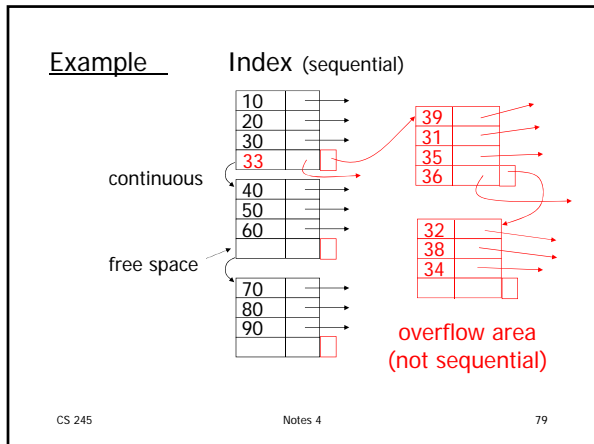 Example Index (sequential)
10
20
30
33
continuous
40
50
60
free space
70
80
90
39
31
35
36
32
38
34
overflow area
(not sequential)
CS 245 Notes 4 79